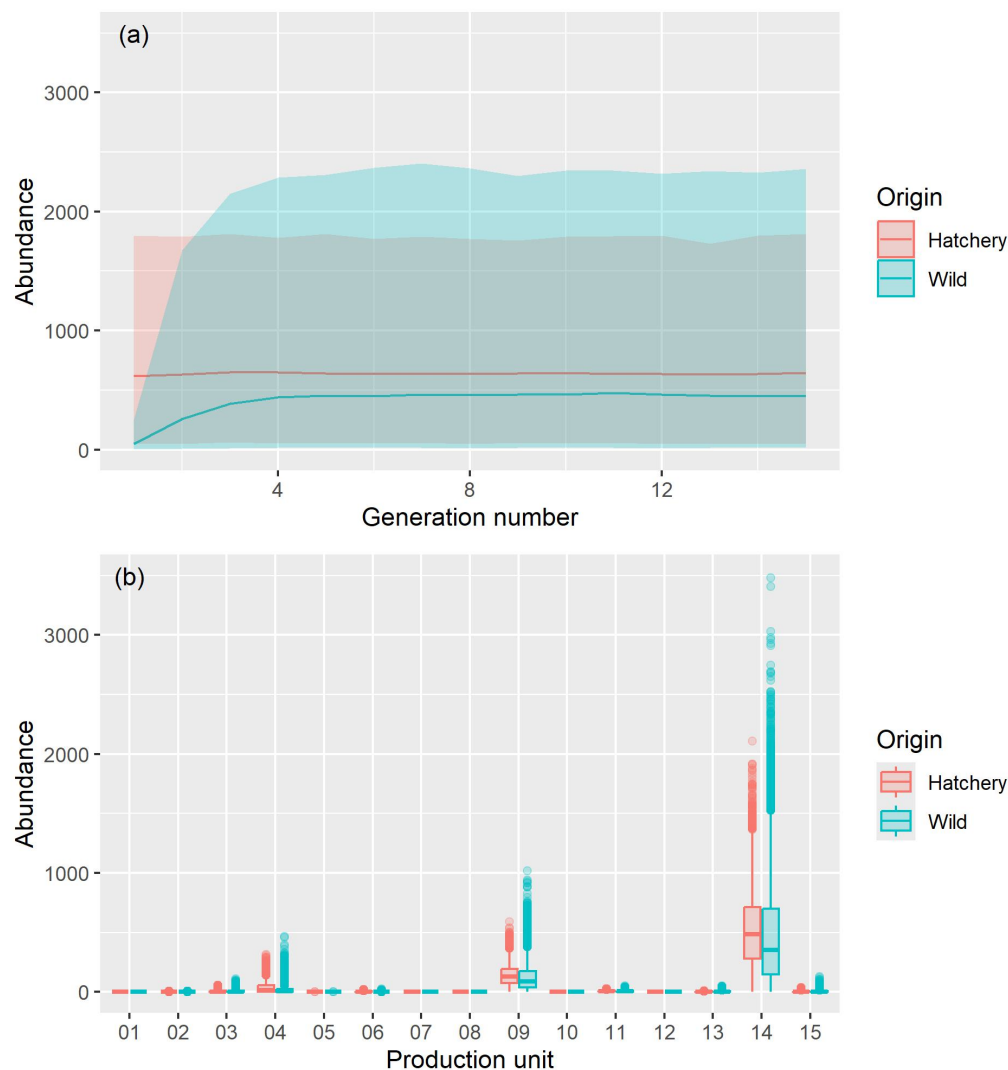 (a)
3000
2000
1000
0
Abundance
4 8 12
Generation number
Origin
Hatchery
Wild
(b)
3000
2000
1000
0
Abundance
01 02 03 04 05 06 07 08 09 10 11 12 13 14 15
Production unit
Origin
Hatchery
Wild